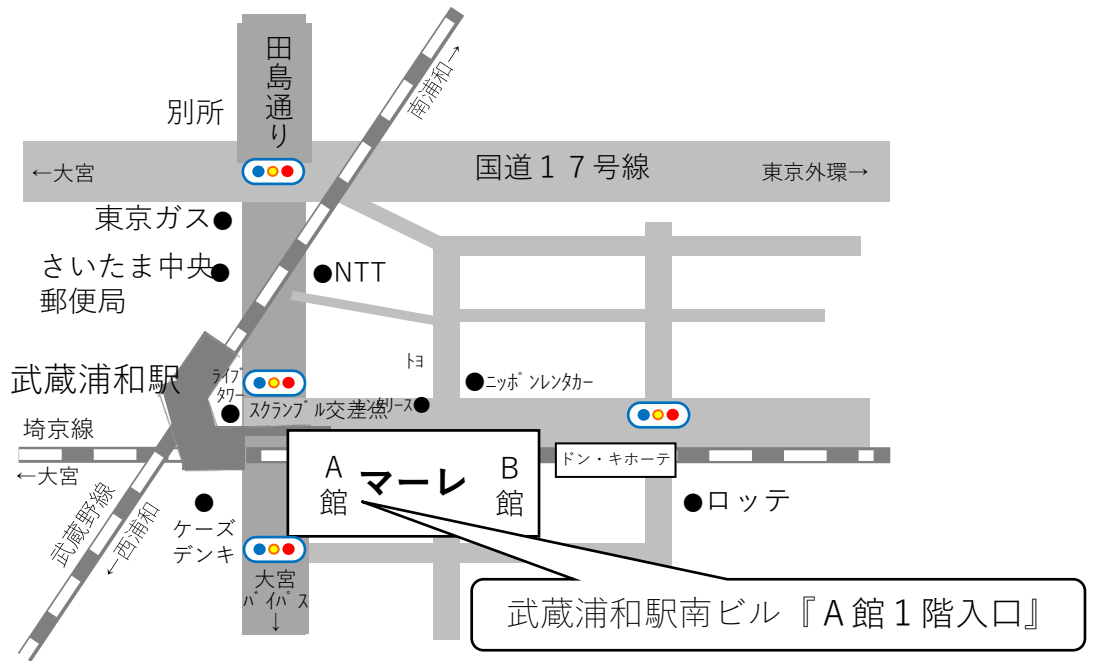 田島通り
南浦和→
別所
←大宮
国道１７号線
東京外環→
東京ガス
さいたま中央
郵便局
NTT
ﾄﾖ
武蔵浦和駅
ﾗｲﾌﾞ
ﾀﾜｰ
ﾆｯﾎﾟﾝﾚﾝﾀｶｰ
ｽｸﾗﾝﾌﾞﾙ交差点
埼京線
←大宮
A
館
マーレ
B
館
ドン・キホーテ
ロッテ
武蔵野線
←西浦和
ケーズ
デンキ
大宮
ﾊﾞｲﾊﾟｽ
↓
武蔵浦和駅南ビル『A館１階入口』